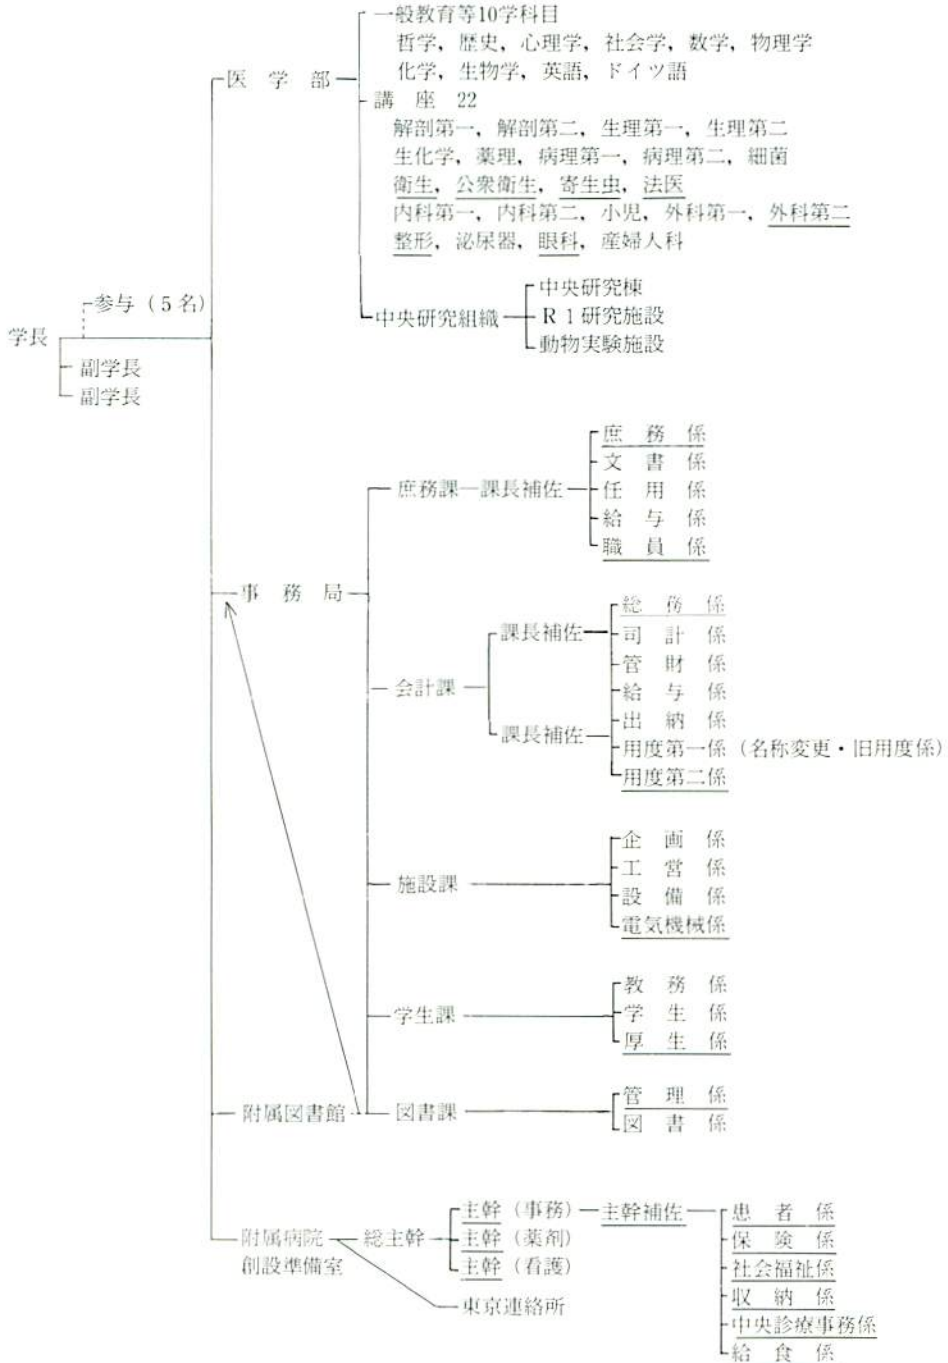 一般教育等10学科目
哲学，歴史，心理学，社会学，数学，物理学
化学，生物学，英語，ドイツ語
医学部
講座 22
解剖第一，解剖第二，生理第一，生理第二
生化学，薬理，病理第一，病理第二，細菌
衛生，公衆衛生，寄生虫，法医
内科第一，内科第二，小児，外科第一，外科第二
整形，泌尿器，眼科，産婦人科
中央研究組織
中央研究棟
R1研究施設
動物実験施設
参与（5名）
学長
副学長
副学長
事務局
庶務課
課長補佐
庶務係
文書係
任用係
給与係
職員係
会計課
課長補佐
課長補佐
総務係
司計係
管財係
給与係
出納係
用度第一係（名称変更・旧用度係）
用度第二係
施設課
企画係
工営係
設備係
電気機械係
学生課
教務係
学生係
厚生係
附属図書館
図書課
管理係
図書係
附属病院
創設準備室
総主幹
主幹（事務）
主幹（薬剤）
主幹（看護）
東京連絡所
主幹補佐
患者係
保険係
社会福祉係
収納係
中央診療事務係
給食係